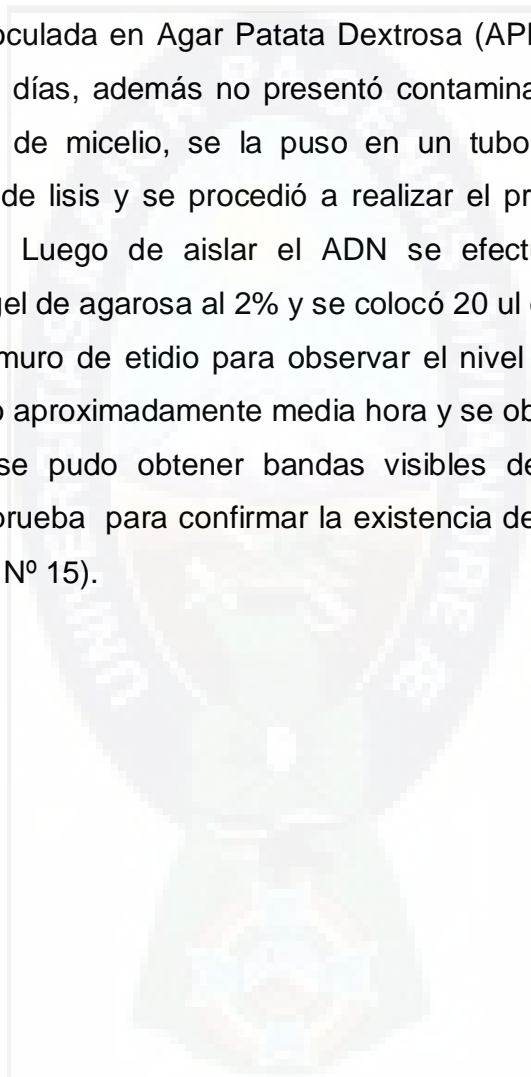 oculada en Agar Patata Dextrosa (AP
días, además no presentó contamina
de micelio, se la puso en un tubo
de lisis y se procedió a realizar el pr
Luego de aislar el ADN se efect
gel de agarosa al 2% y se colocó 20 ul
muro de etidio para observar el nivel
o aproximadamente media hora y se ob
se pudo obtener bandas visibles de
prueba para confirmar la existencia de
Nº 15).